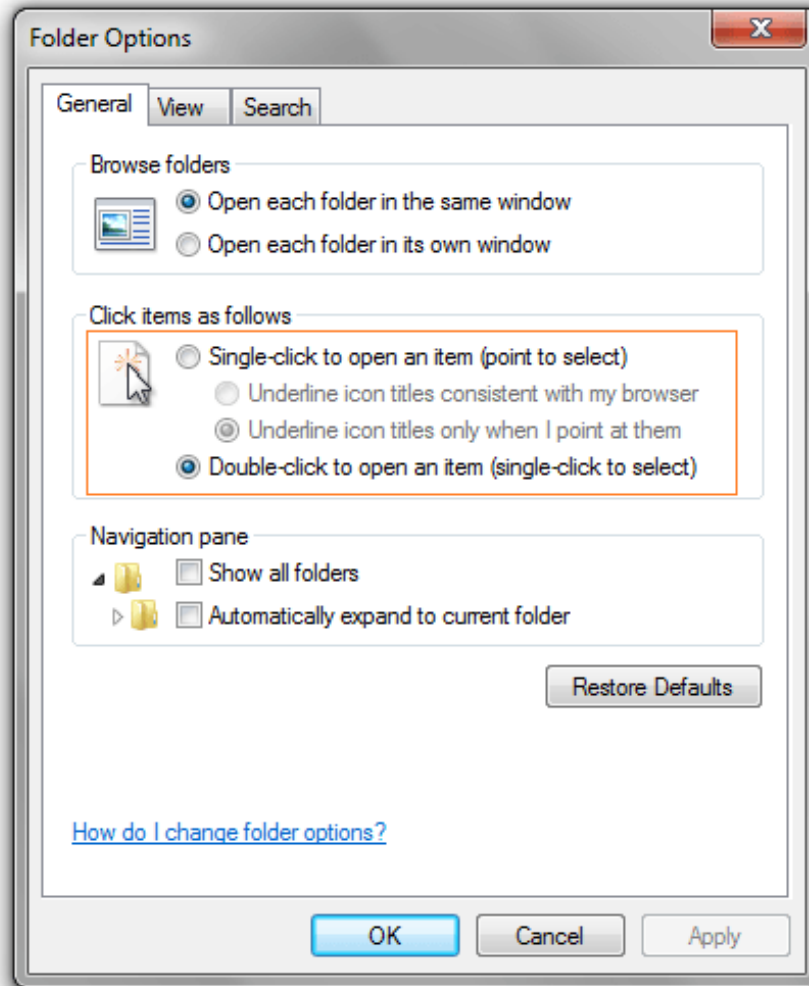 Folder Options
General
View
Search
Browse folders
Open each folder in the same window
Open each folder in its own window
Click items as follows
Single-click to open an item (point to select)
Underline icon titles consistent with my browser
Underline icon titles only when I point at them
Double-click to open an item (single-click to select)
Navigation pane
Show all folders
Automatically expand to current folder
Restore Defaults
How do I change folder options?
OK
Cancel
Apply